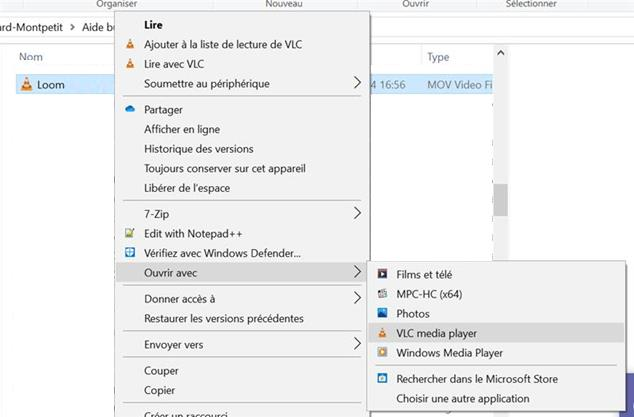 Organiser Nouveau Ouvrir Sélectionner
ard-Montpetit > Aide bu
Nom Type
Loom 4 16:56 MOV Video Fi
Lire
Ajouter à la liste de lecture de VLC
Lire avec VLC
Soumettre au périphérique
Partager
Afficher en ligne
Historique des versions
Toujours conserver sur cet appareil
Libérer de l'espace
7-Zip
Edit with Notepad++
Vérifiez avec Windows Defender...
Ouvrir avec
Donner accès à
Restaurer les versions précédentes
Envoyer vers
Couper
Copier
Créer un raccourci
Films et télé
MPC-HC (x64)
Photos
VLC media player
Windows Media Player
Rechercher dans le Microsoft Store
Choisir une autre application